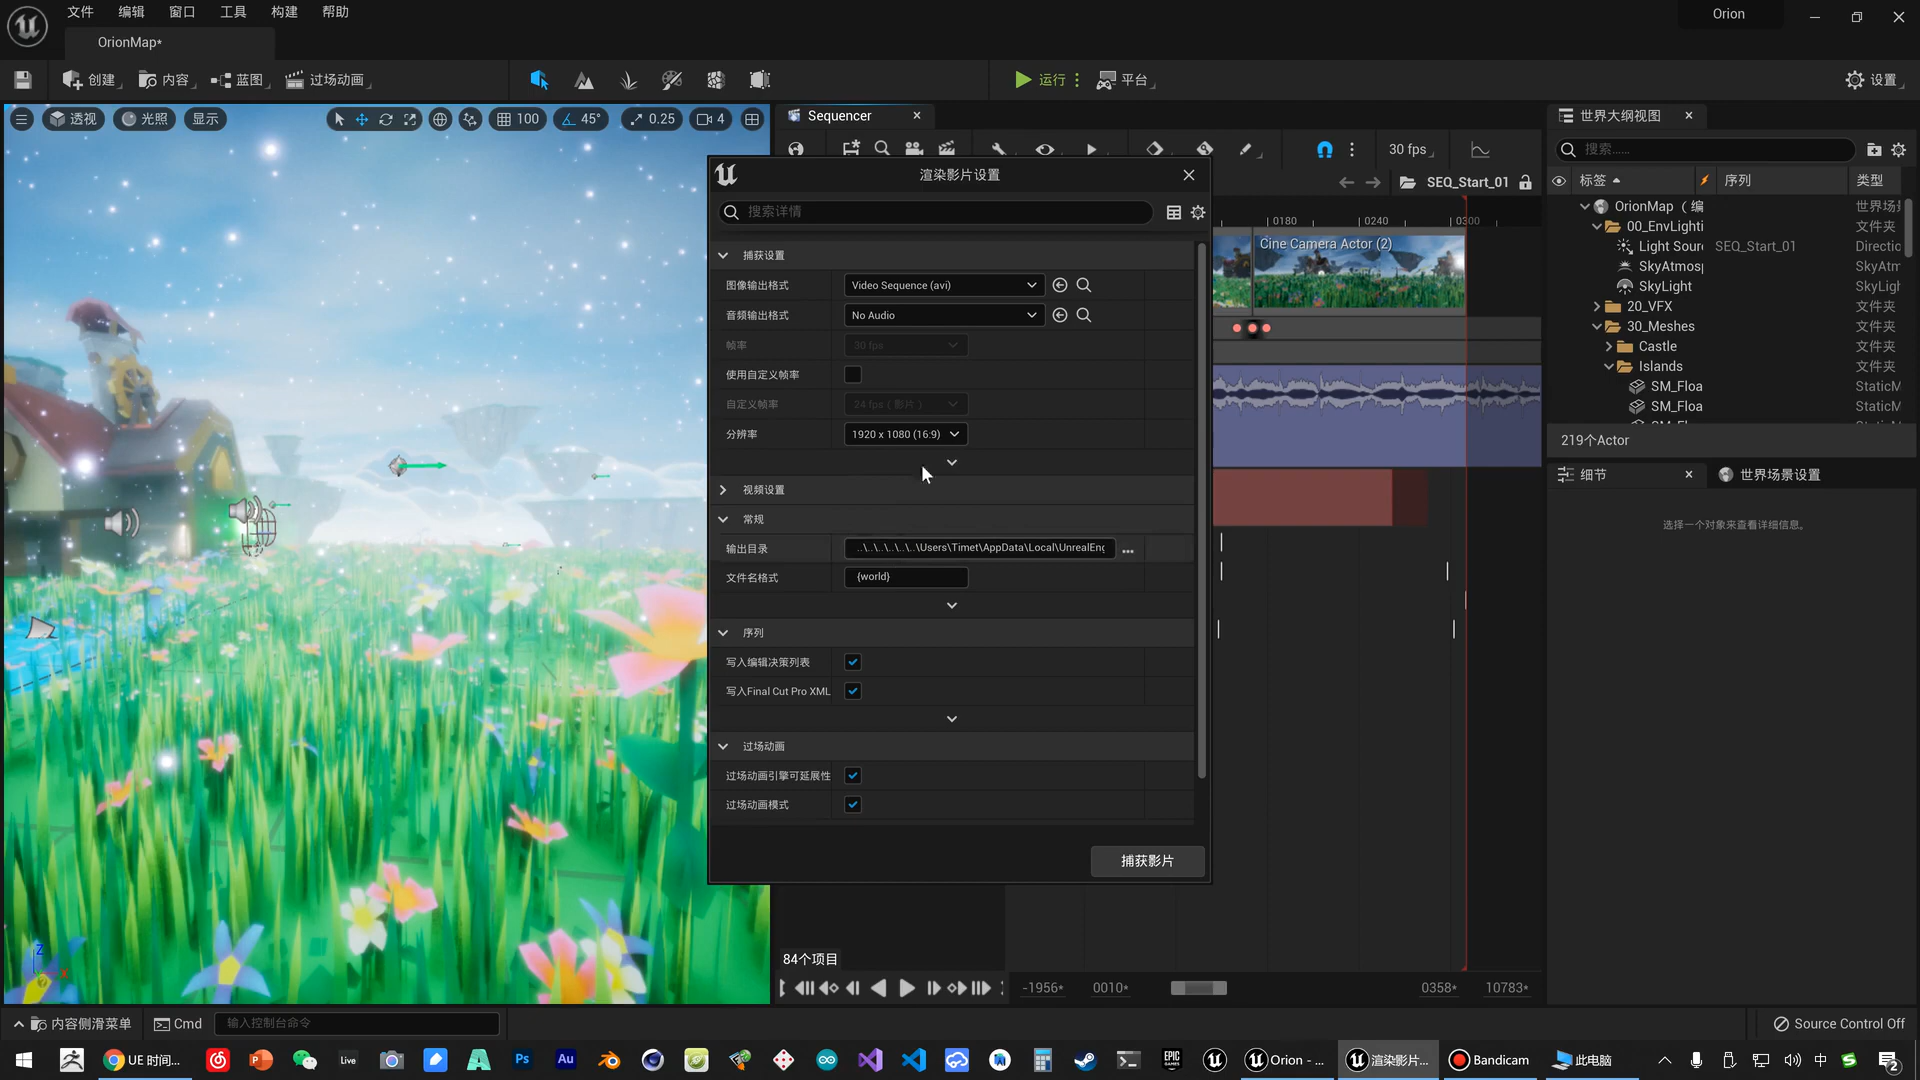 文件 编辑 窗口 工具 构建 帮助
Orion
OrionMap*
创建 内容 蓝图 过场动画 运行 平台 设置
透视 光照 显示 100 45° 0.25 4
Sequencer
30 fps
SEQ_Start_01
0180 0240 0300
Cine Camera Actor (2)
渲染影片设置
搜索详情
捕获设置
图像输出格式 Video Sequence (avi)
音频输出格式 No Audio
帧率 30 fps
使用自定义帧率
自定义帧率 24 fps（影片）
分辨率 1920 x 1080 (16:9)
视频设置
常规
输出目录 ..\..\..\..\..\..\Users\Timet\AppData\Local\UnrealEng
文件名格式 {world}
序列
写入编辑决策列表
写入Final Cut Pro XML
过场动画
过场动画引擎可延展性
过场动画模式
捕获影片
84个项目
-1956* 0010* 0358* 10783*
世界大纲视图
搜索......
标签 序列 类型
OrionMap（编 世界场
00_EnvLighti 文件夹
Light Sour SEQ_Start_01 Directic
SkyAtmos SkyAtm
SkyLight SkyLigh
20_VFX 文件夹
30_Meshes 文件夹
Castle 文件夹
Islands 文件夹
SM_Floa StaticM
SM_Floa StaticM
219个Actor
细节 世界场景设置
选择一个对象来查看详细信息。
内容侧滑菜单 Cmd 输入控制台命令
Source Control Off
UE 时间... Live Ps Au EPIC GAMES Orion - ... 渲染影片... Bandicam 此电脑 中 2